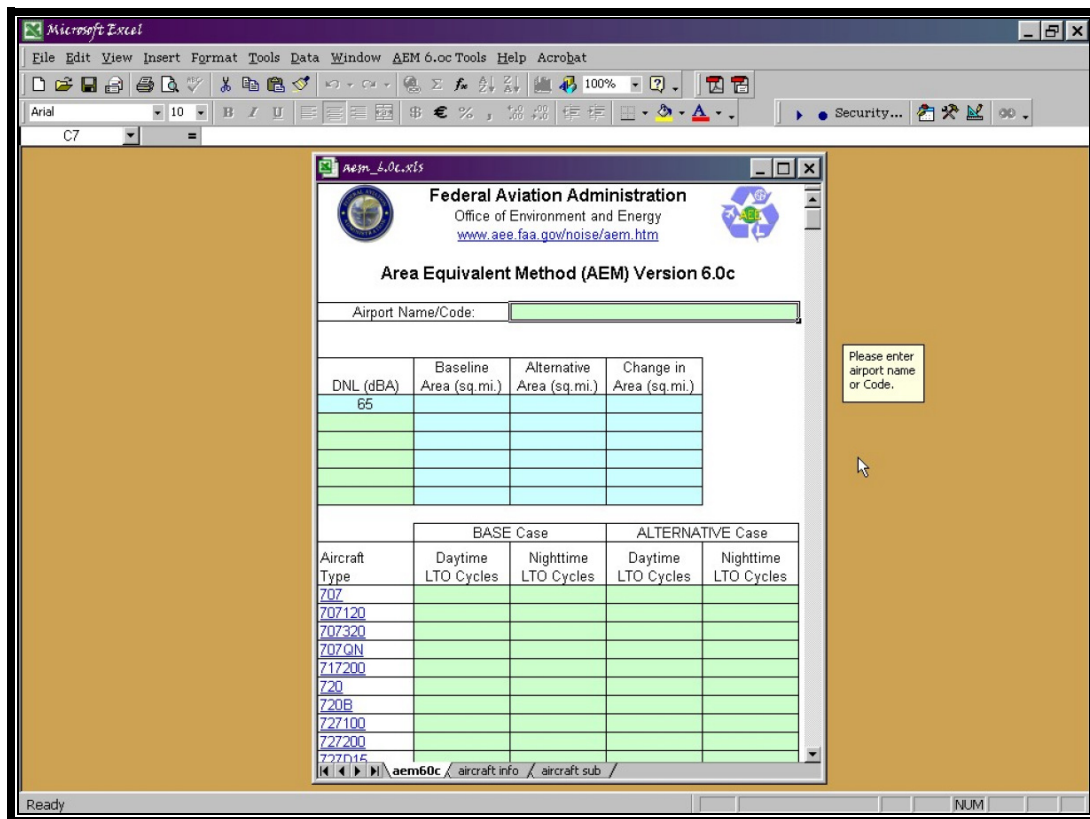 Microsoft Excel
File Edit View Insert Format Tools Data Window AEM 6.0c Tools Help Acrobat
100%
Arial 10 B I U $ € % , Security...
C7 =
aem_6.0c.xls
Federal Aviation Administration
Office of Environment and Energy
www.aee.faa.gov/noise/aem.htm
Area Equivalent Method (AEM) Version 6.0c
Airport Name/Code:
Please enter
airport name
or Code.
Baseline Alternative Change in
DNL (dBA) Area (sq.mi.) Area (sq.mi.) Area (sq.mi.)
65
BASE Case ALTERNATIVE Case
Aircraft Daytime Nighttime Daytime Nighttime
Type LTO Cycles LTO Cycles LTO Cycles LTO Cycles
707
707120
707320
707QN
717200
720
720B
727100
727200
727D15
aem60c aircraft info aircraft sub
Ready NUM